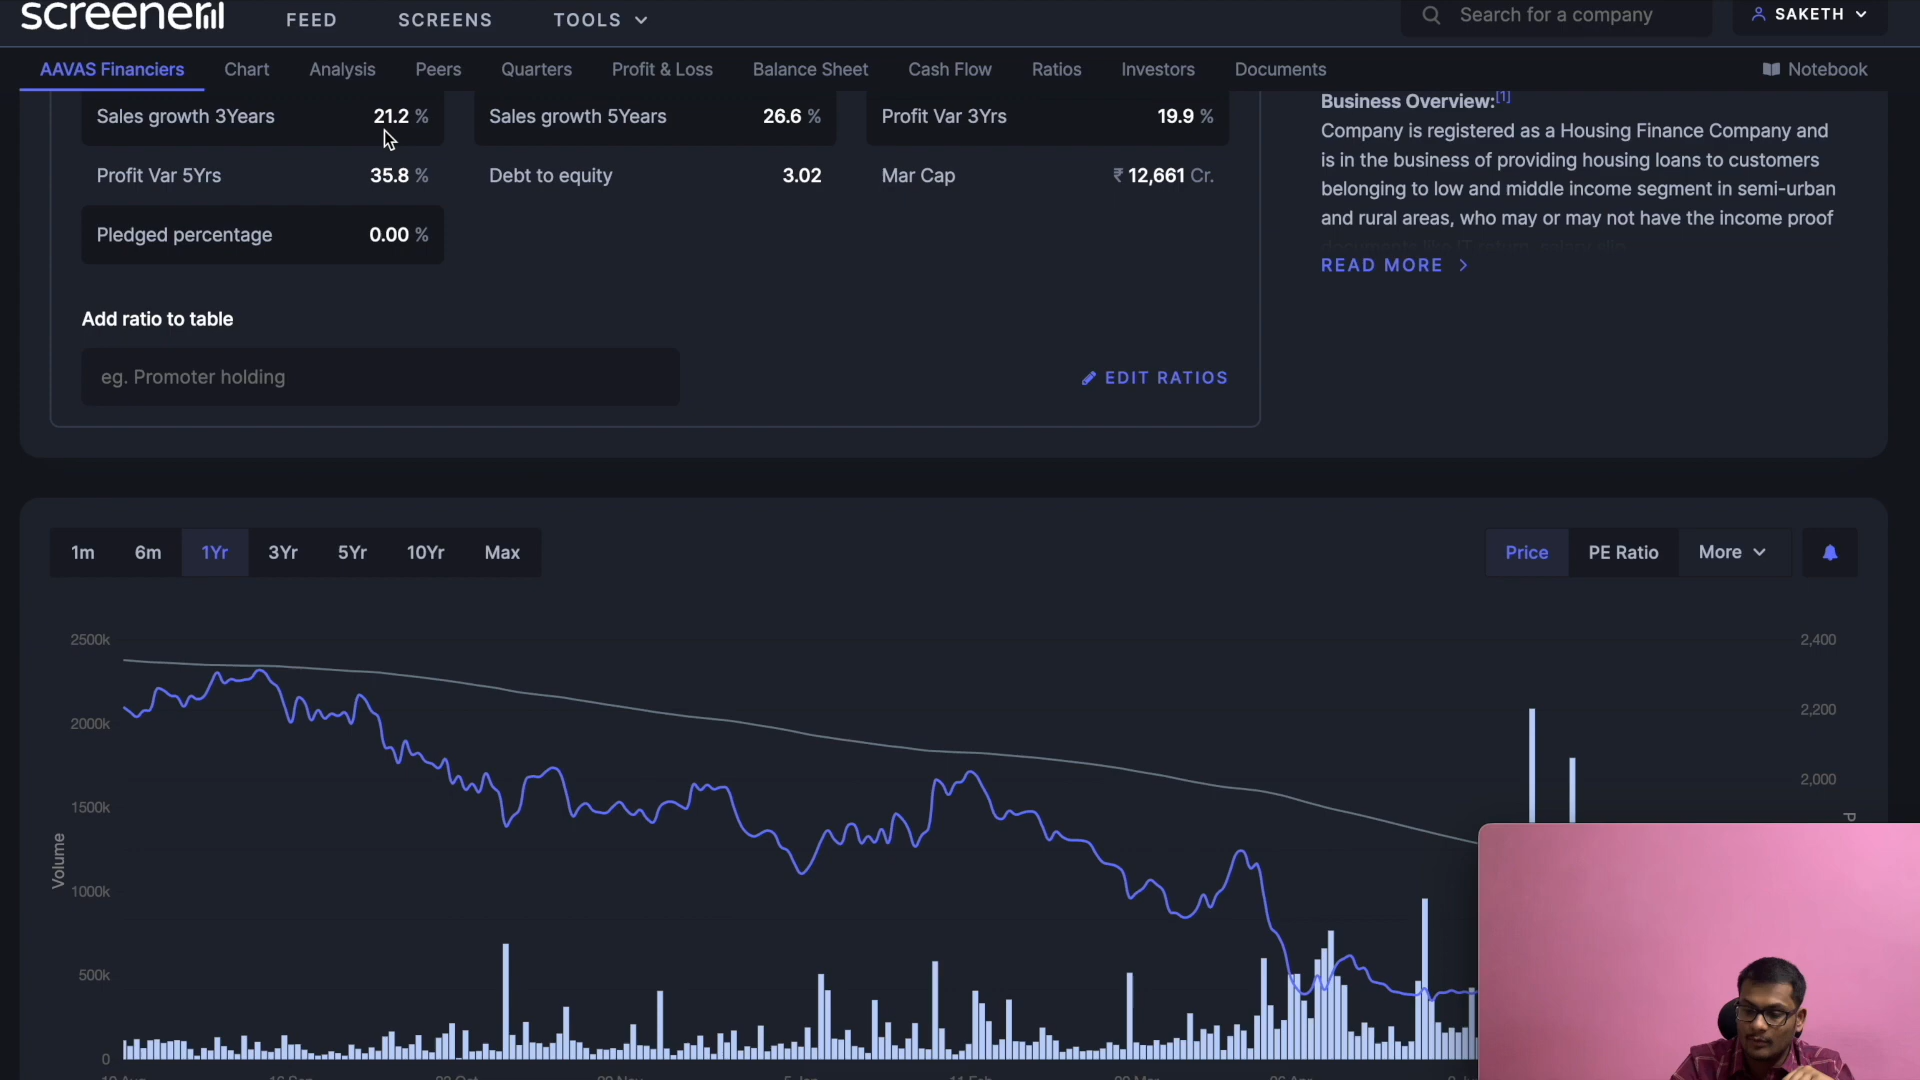 screener
FEED SCREENS TOOLS
Search for a company
SAKETH
AAVAS Financiers Chart Analysis Peers Quarters Profit & Loss Balance Sheet Cash Flow Ratios Investors Documents Notebook
Sales growth 3Years 21.2 %
Sales growth 5Years 26.6 %
Profit Var 3Yrs 19.9 %
Profit Var 5Yrs 35.8 %
Debt to equity 3.02
Mar Cap ₹ 12,661 Cr.
Pledged percentage 0.00 %
Add ratio to table
eg. Promoter holding
EDIT RATIOS
Business Overview:[1]
Company is registered as a Housing Finance Company and
is in the business of providing housing loans to customers
belonging to low and middle income segment in semi-urban
and rural areas, who may or may not have the income proof
READ MORE
1m 6m 1Yr 3Yr 5Yr 10Yr Max
Price PE Ratio More
2500k
2000k
1500k
1000k
500k
0
Volume
2,400
2,200
2,000